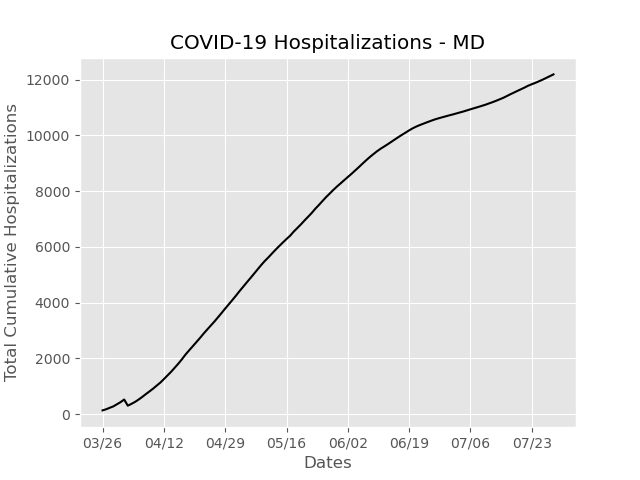 COVID-19 Hospitalizations - MD
Total Cumulative Hospitalizations
12000
10000
8000
6000
4000
2000
0
03/26 04/12 04/29 05/16 06/02 06/19 07/06 07/23
Dates